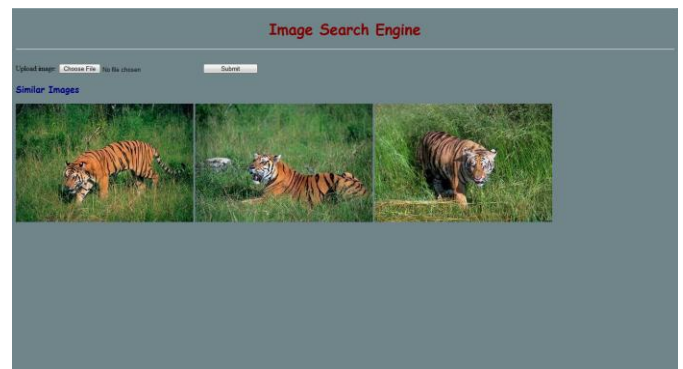 Image Search Engine
Upload image: Choose File No file chosen Submit
Similar Images